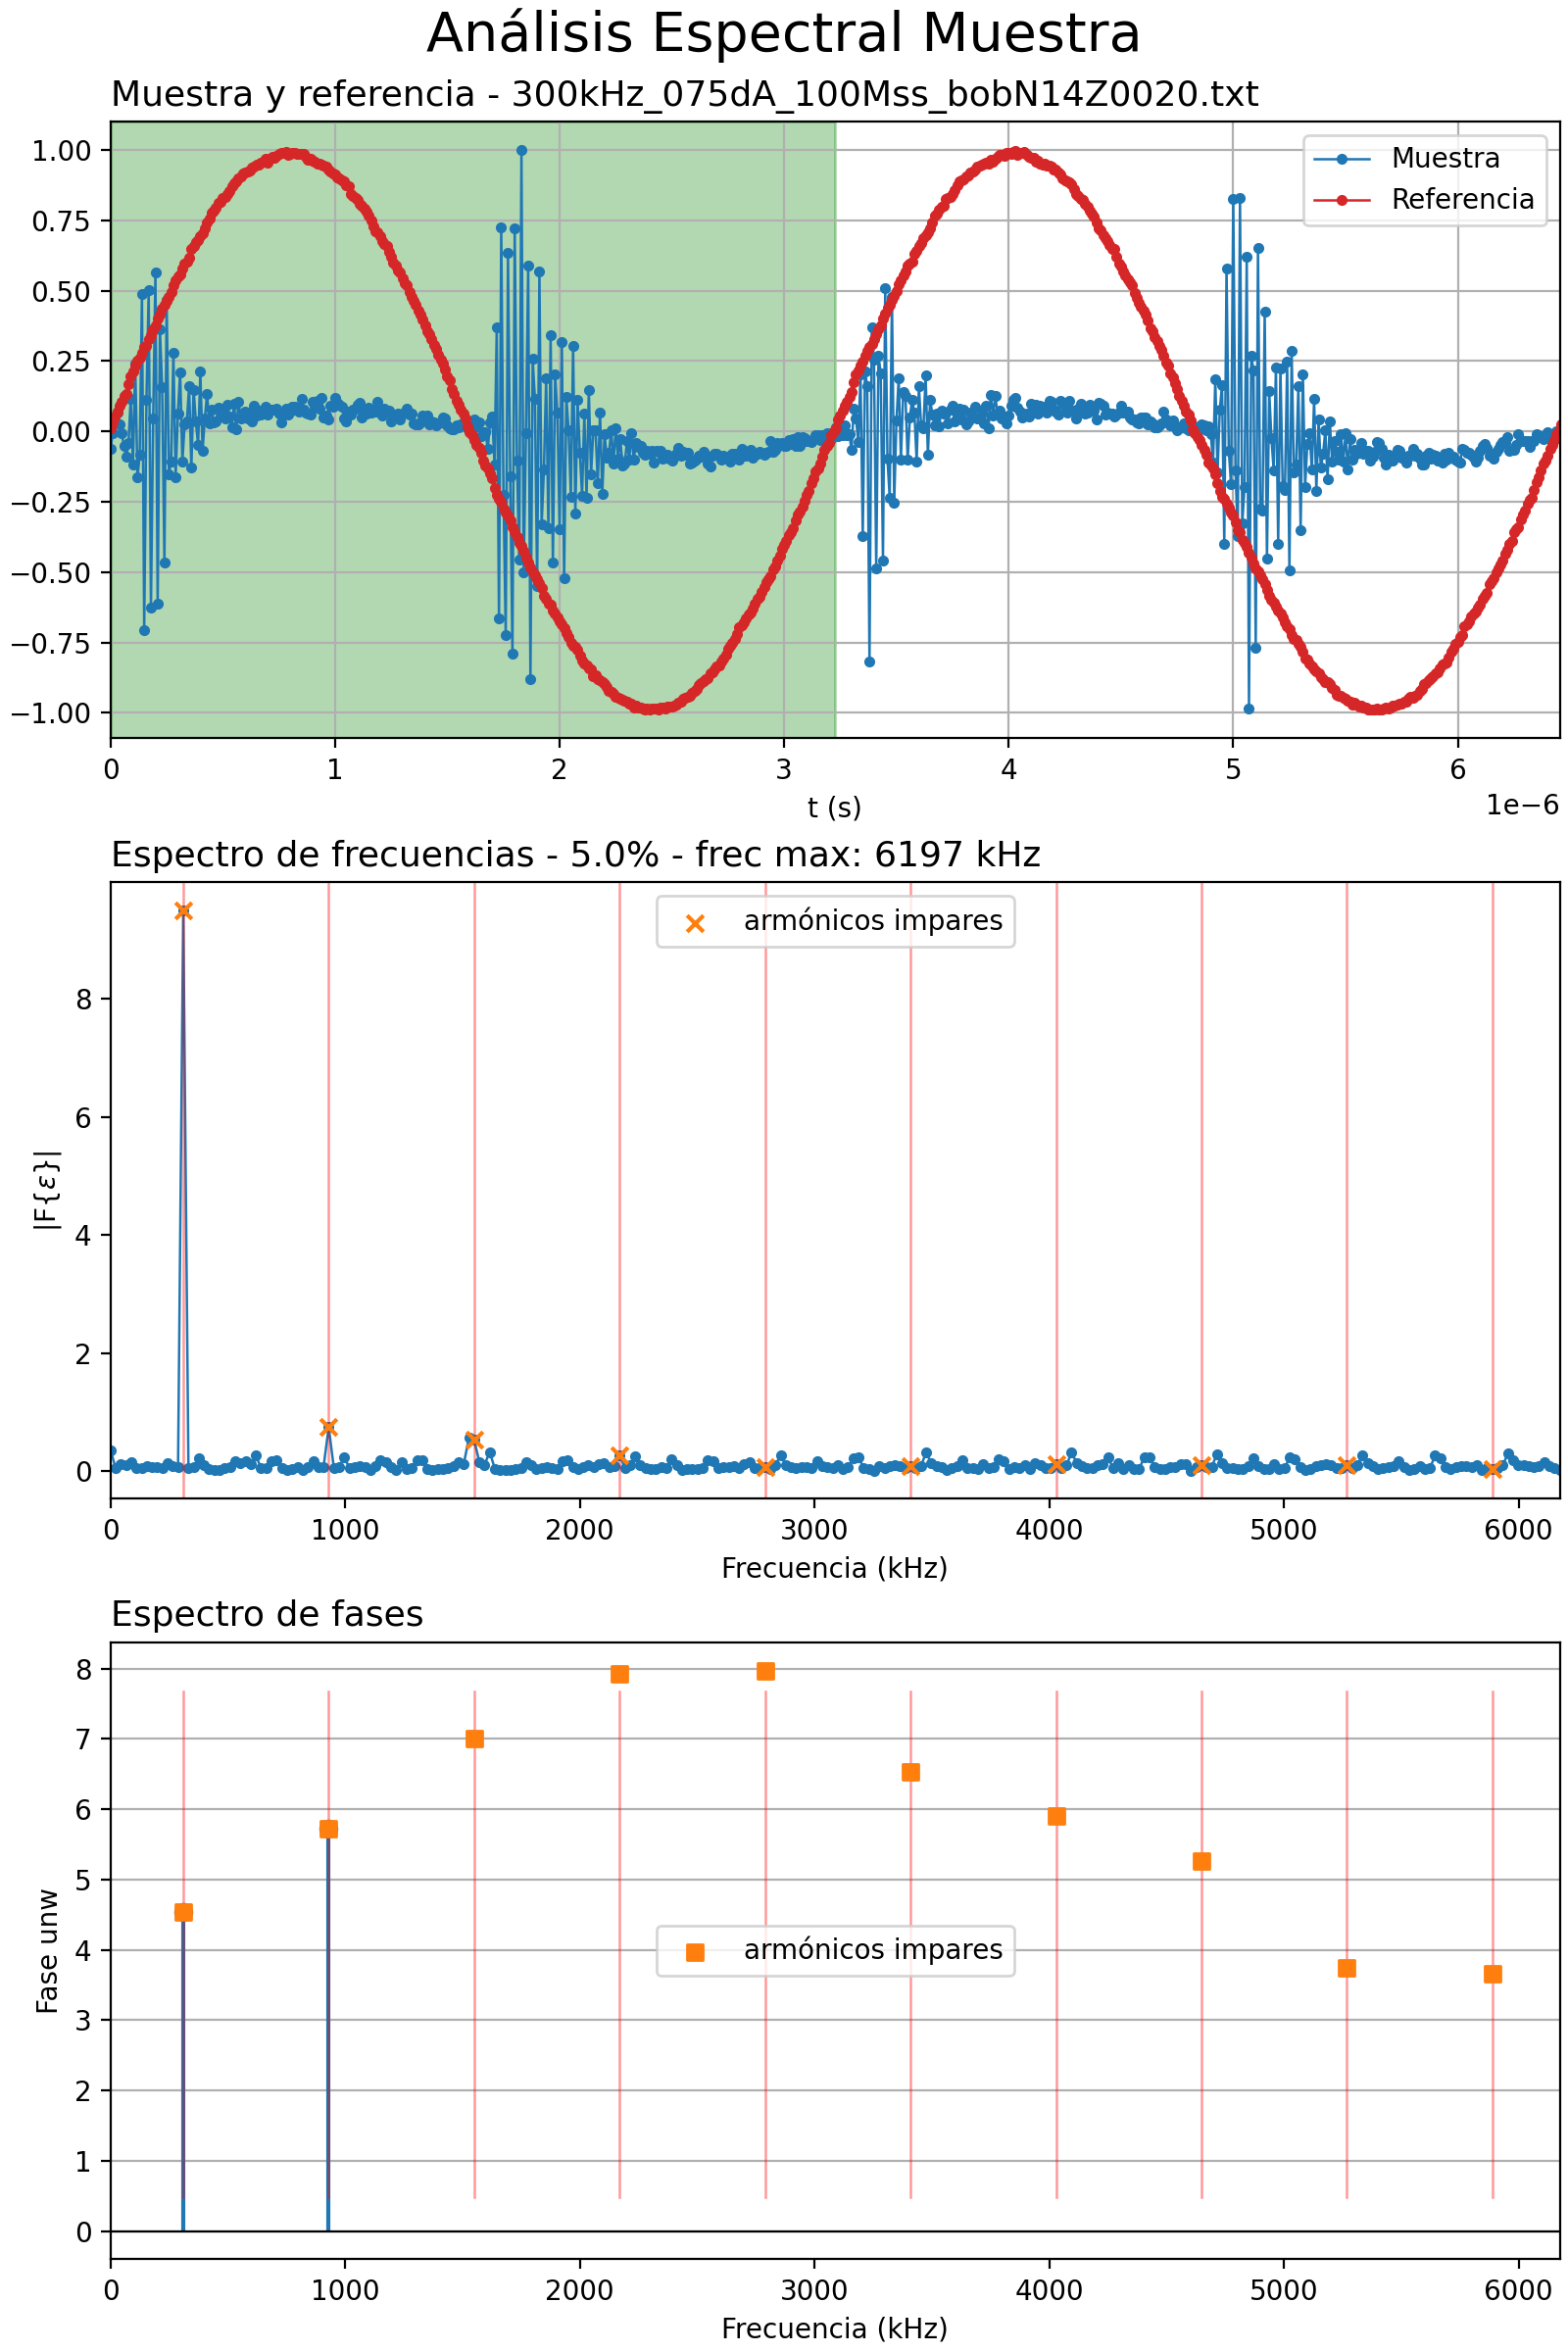 Análisis Espectral Muestra
Muestra y referencia - 300kHz_075dA_100Mss_bobN14Z0020.txt
1.00
0.75
0.50
0.25
0.00
−0.25
−0.50
−0.75
−1.00
Muestra
Referencia
0 1 2 3 4 5 6
t (s)
1e−6
Espectro de frecuencias - 5.0% - frec max: 6197 kHz
armónicos impares
|F{ε}|
8
6
4
2
0
0 1000 2000 3000 4000 5000 6000
Frecuencia (kHz)
Espectro de fases
Fase unw
8
7
6
5
4
3
2
1
0
armónicos impares
0 1000 2000 3000 4000 5000 6000
Frecuencia (kHz)